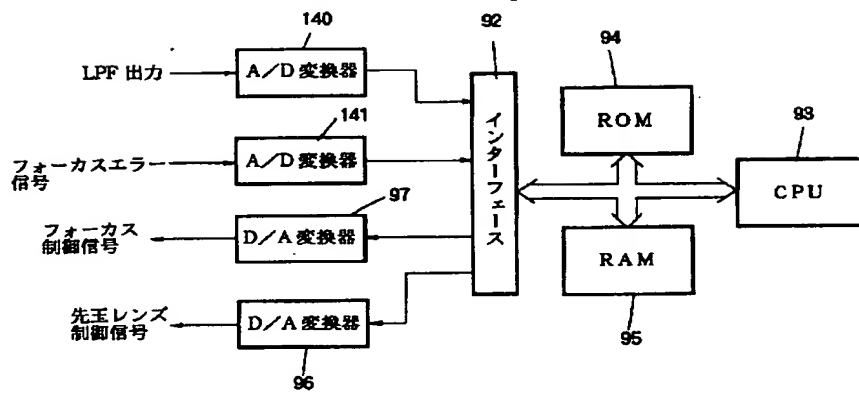 140
92
94
LPF 出力
A/D 変換器
ROM
141
93
フォーカスエラー
信号
A/D 変換器
インターフェース
CPU
97
フォーカス
制御信号
D/A 変換器
RAM
先玉レンズ
制御信号
D/A 変換器
95
96